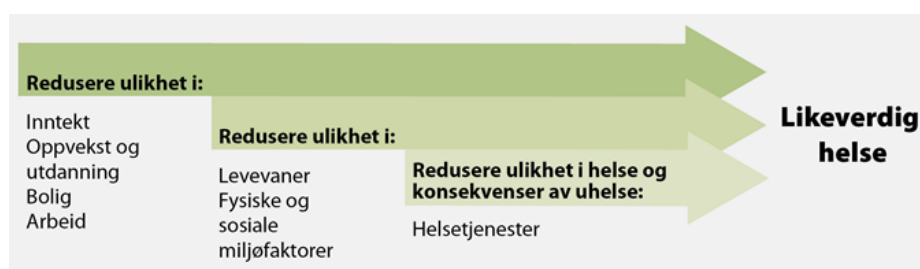 Redusere ulikhet i:
Inntekt
Oppvekst og
utdanning
Bolig
Arbeid
Redusere ulikhet i:
Levevaner
Fysiske og
sosiale
miljøfaktorer
Redusere ulikhet i helse og
konsekvenser av uhelse:
Helsetjenester
Likeverdig
helse